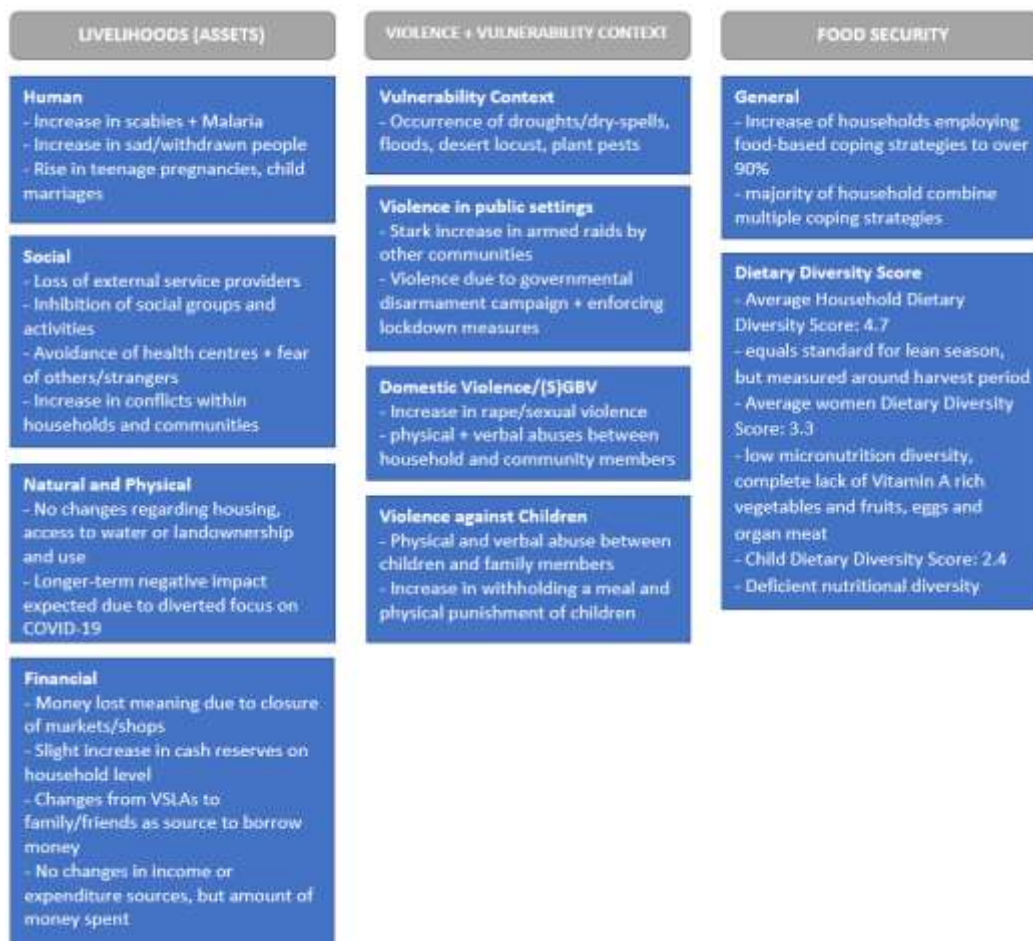 LIVELIHOODS (ASSETS)
Human
- Increase in scabies + Malaria
- Increase in sad/withdrawn people
- Rise in teenage pregnancies, child
marriages
Social
- Loss of external service providers
- Inhibition of social groups and
activities
- Avoidance of health centres + fear
of others/strangers
- Increase in conflicts within
households and communities
Natural and Physical
- No changes regarding housing,
access to water or landownership
and use
- Longer-term negative impact
expected due to diverted focus on
COVID-19
Financial
- Money lost meaning due to closure
of markets/shops
- Slight increase in cash reserves on
household level
- Changes from VSLAs to
family/friends as source to borrow
money
- No changes in income or
expenditure sources, but amount of
money spent
VIOLENCE + VULNERABILITY CONTEXT
Vulnerability Context
- Occurrence of droughts/dry-spells,
floods, desert locust, plant pests
Violence in public settings
- Stark increase in armed raids by
other communities
- Violence due to governmental
disarmament campaign + enforcing
lockdown measures
Domestic Violence/(S)GBV
- Increase in rape/sexual violence
- physical + verbal abuses between
household and community members
Violence against Children
- Physical and verbal abuse between
children and family members
- Increase in withholding a meal and
physical punishment of children
FOOD SECURITY
General
- Increase of households employing
food-based coping strategies to over
90%
- majority of household combine
multiple coping strategies
Dietary Diversity Score
- Average Household Dietary
Diversity Score: 4.7
- equals standard for lean season,
but measured around harvest period
- Average women Dietary Diversity
Score: 3.3
- low micronutrition diversity,
complete lack of Vitamin A rich
vegetables and fruits, eggs and
organ meat
- Child Dietary Diversity Score: 2.4
- Deficient nutritional diversity